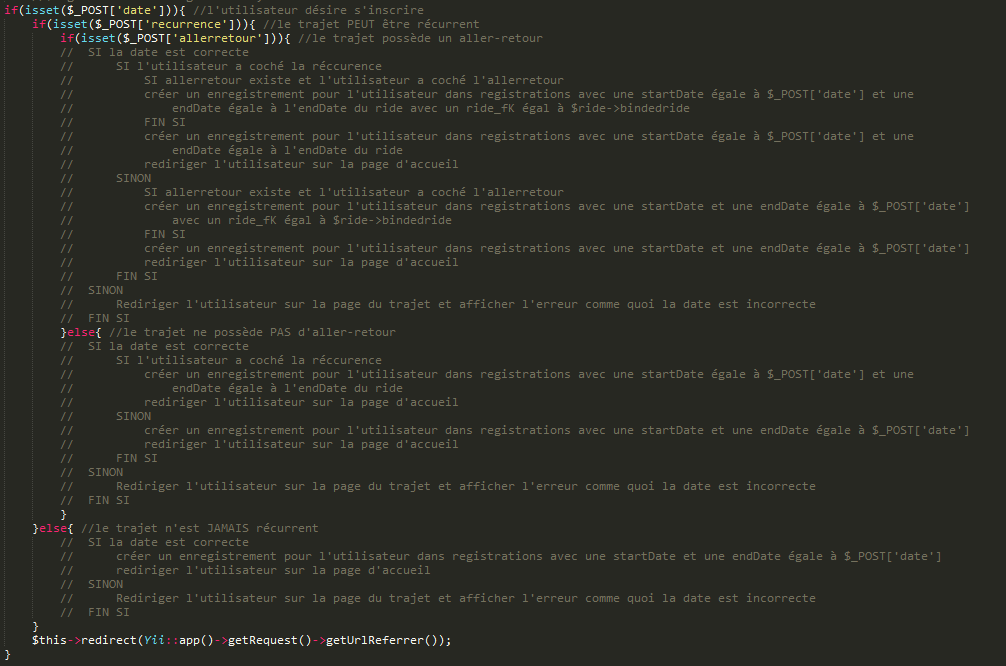 if(isset($_POST['date'])){ //l'utilisateur désire s'inscrire
    if(isset($_POST['recurrence'])){ //le trajet PEUT être récurrent
        if(isset($_POST['allerretour'])){ //le trajet possède un aller-retour
        //  SI la date est correcte
        //      SI l'utilisateur a coché la réccurence
        //          SI allerretour existe et l'utilisateur a coché l'allerretour
        //          créer un enregistrement pour l'utilisateur dans registrations avec une startDate égale à $_POST['date'] et une
        //              endDate égale à l'endDate du ride avec un ride_fK égal à $ride->bindedride
        //          FIN SI
        //          créer un enregistrement pour l'utilisateur dans registrations avec une startDate égale à $_POST['date'] et une
        //              endDate égale à l'endDate du ride
        //          rediriger l'utilisateur sur la page d'accueil
        //      SINON
        //          SI allerretour existe et l'utilisateur a coché l'allerretour
        //          créer un enregistrement pour l'utilisateur dans registrations avec une startDate et une endDate égale à $_POST['date']
        //              avec un ride_fK égal à $ride->bindedride
        //          FIN SI
        //          créer un enregistrement pour l'utilisateur dans registrations avec une startDate et une endDate égale à $_POST['date']
        //          rediriger l'utilisateur sur la page d'accueil
        //      FIN SI
        //  SINON
        //      Rediriger l'utilisateur sur la page du trajet et afficher l'erreur comme quoi la date est incorrecte
        //  FIN SI
        }else{ //le trajet ne possède PAS d'aller-retour
        //  SI la date est correcte
        //      SI l'utilisateur a coché la réccurence
        //          créer un enregistrement pour l'utilisateur dans registrations avec une startDate égale à $_POST['date'] et une
        //              endDate égale à l'endDate du ride
        //          rediriger l'utilisateur sur la page d'accueil
        //      SINON
        //          créer un enregistrement pour l'utilisateur dans registrations avec une startDate et une endDate égale à $_POST['date']
        //          rediriger l'utilisateur sur la page d'accueil
        //      FIN SI
        //  SINON
        //      Rediriger l'utilisateur sur la page du trajet et afficher l'erreur comme quoi la date est incorrecte
        //  FIN SI
        }
    }else{ //le trajet n'est JAMAIS récurrent
        //  SI la date est correcte
        //      créer un enregistrement pour l'utilisateur dans registrations avec une startDate et une endDate égale à $_POST['date']
        //      rediriger l'utilisateur sur la page d'accueil
        //  SINON
        //      Rediriger l'utilisateur sur la page du trajet et afficher l'erreur comme quoi la date est incorrecte
        //  FIN SI
    }
    $this->redirect(Yii::app()->getRequest()->getUrlReferrer());
}